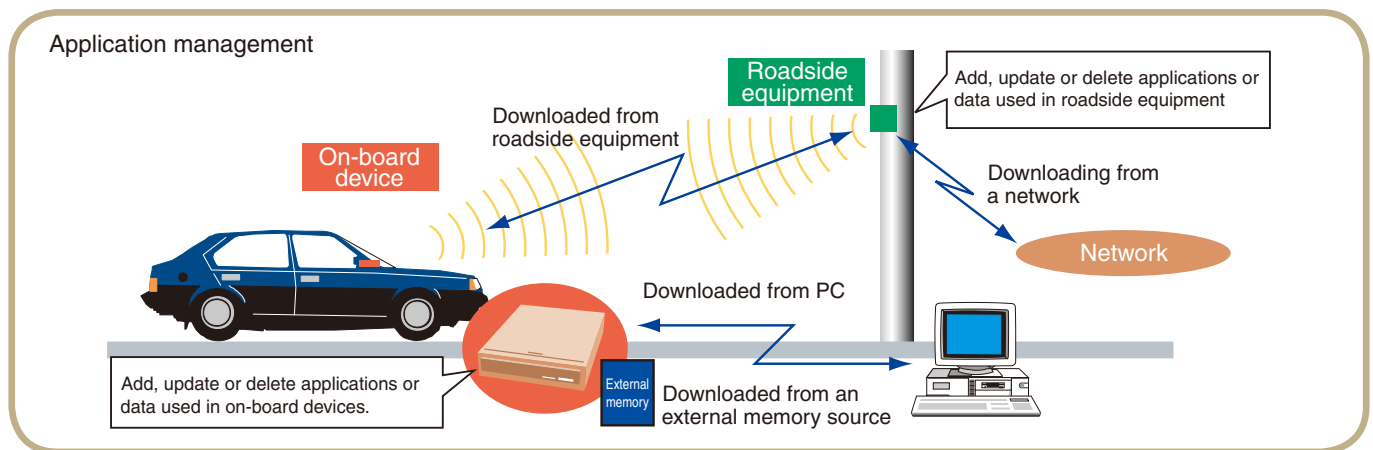 Application management
Roadside
equipment
Add, update or delete applications or
data used in roadside equipment
Downloaded from
roadside equipment
On-board
device
Downloading from
a network
Network
Downloaded from PC
Add, update or delete applications or
data used in on-board devices.
External
memory
Downloaded from an
external memory source